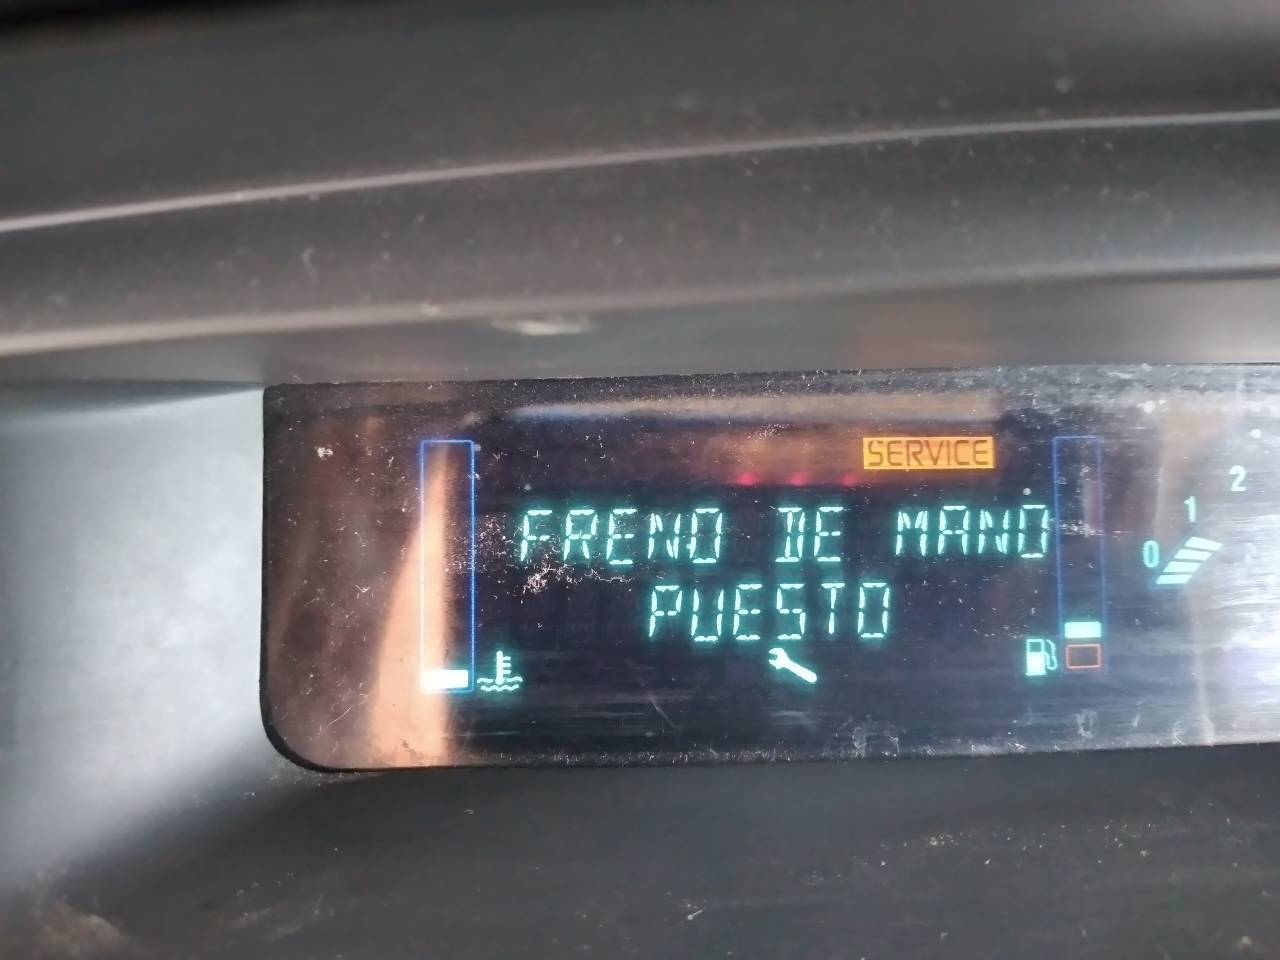 SERVICE
FRENO DE MANO
PUESTO
0 1 2